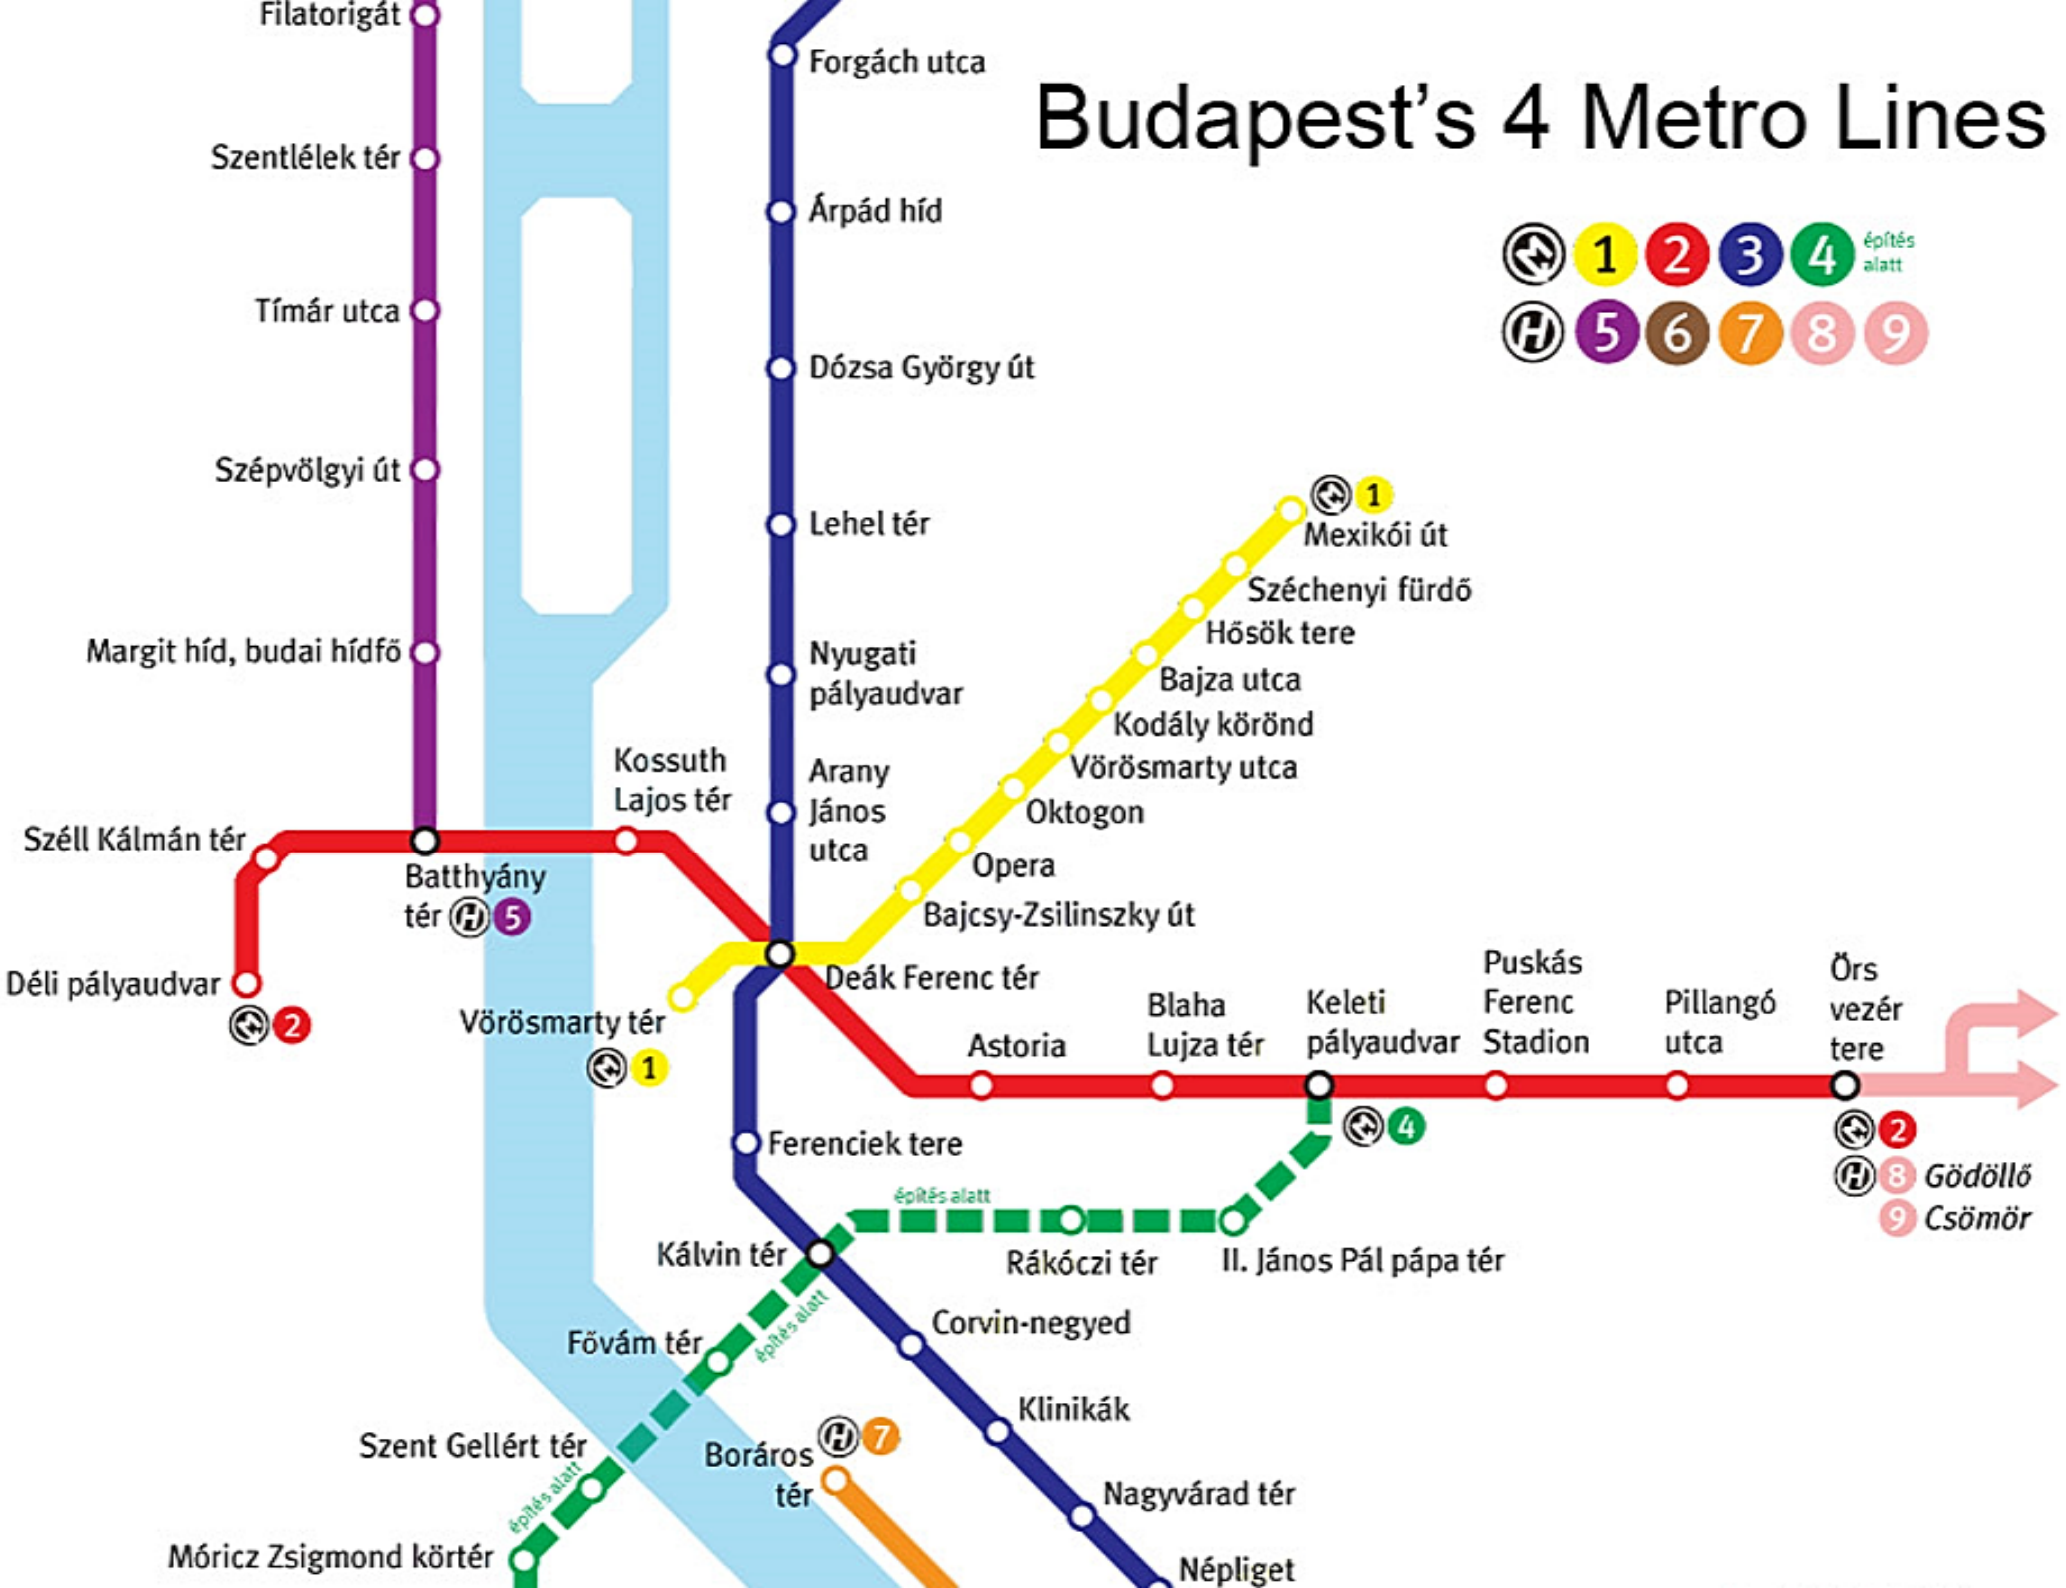 Filatorigát
Forgách utca
Budapest's 4 Metro Lines
Szentlélek tér
Árpád híd
1 2 3 4 építés
alatt
H 5 6 7 8 9
Tímár utca
Dózsa György út
Szépvölgyi út
Lehel tér
1
Mexikói út
Széchenyi fürdő
Hősök tere
Margit híd, budai hídfő
Nyugati
pályaudvar
Bajza utca
Kodály körönd
Vörösmarty utca
Kossuth
Lajos tér
Arany
János
utca
Oktogon
Opera
Bajcsy-Zsilinszky út
Széll Kálmán tér
Batthyány
tér H 5
Déli pályaudvar
2
Deák Ferenc tér
Vörösmarty tér
1
Astoria
Blaha
Lujza tér
Keleti
pályaudvar
Puskás
Ferenc
Stadion
Pillangó
utca
Örs
vezér
tere
4
2
H 8 Gödöllő
9 Csömör
Ferenciek tere
építés alatt
Kálvin tér
Rákóczi tér
II. János Pál pápa tér
építés alatt
Fővám tér
Corvin-negyed
Klinikák
Szent Gellért tér
építés alatt
H 7
Boráros
tér
Nagyvárad tér
Móricz Zsigmond körtér
Népliget